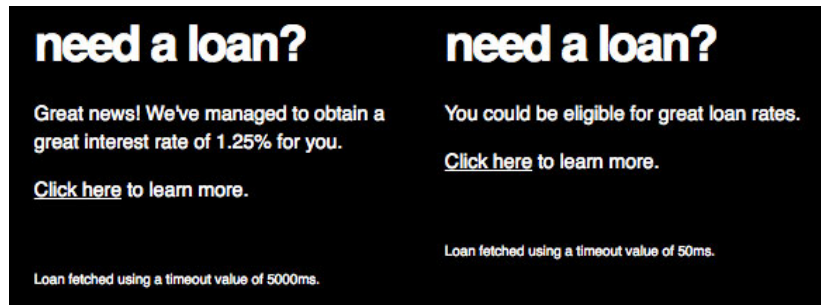 need a loan?
Great news! We've managed to obtain a
great interest rate of 1.25% for you.
Click here to learn more.
Loan fetched using a timeout value of 5000ms.
need a loan?
You could be eligible for great loan rates.
Click here to learn more.
Loan fetched using a timeout value of 50ms.